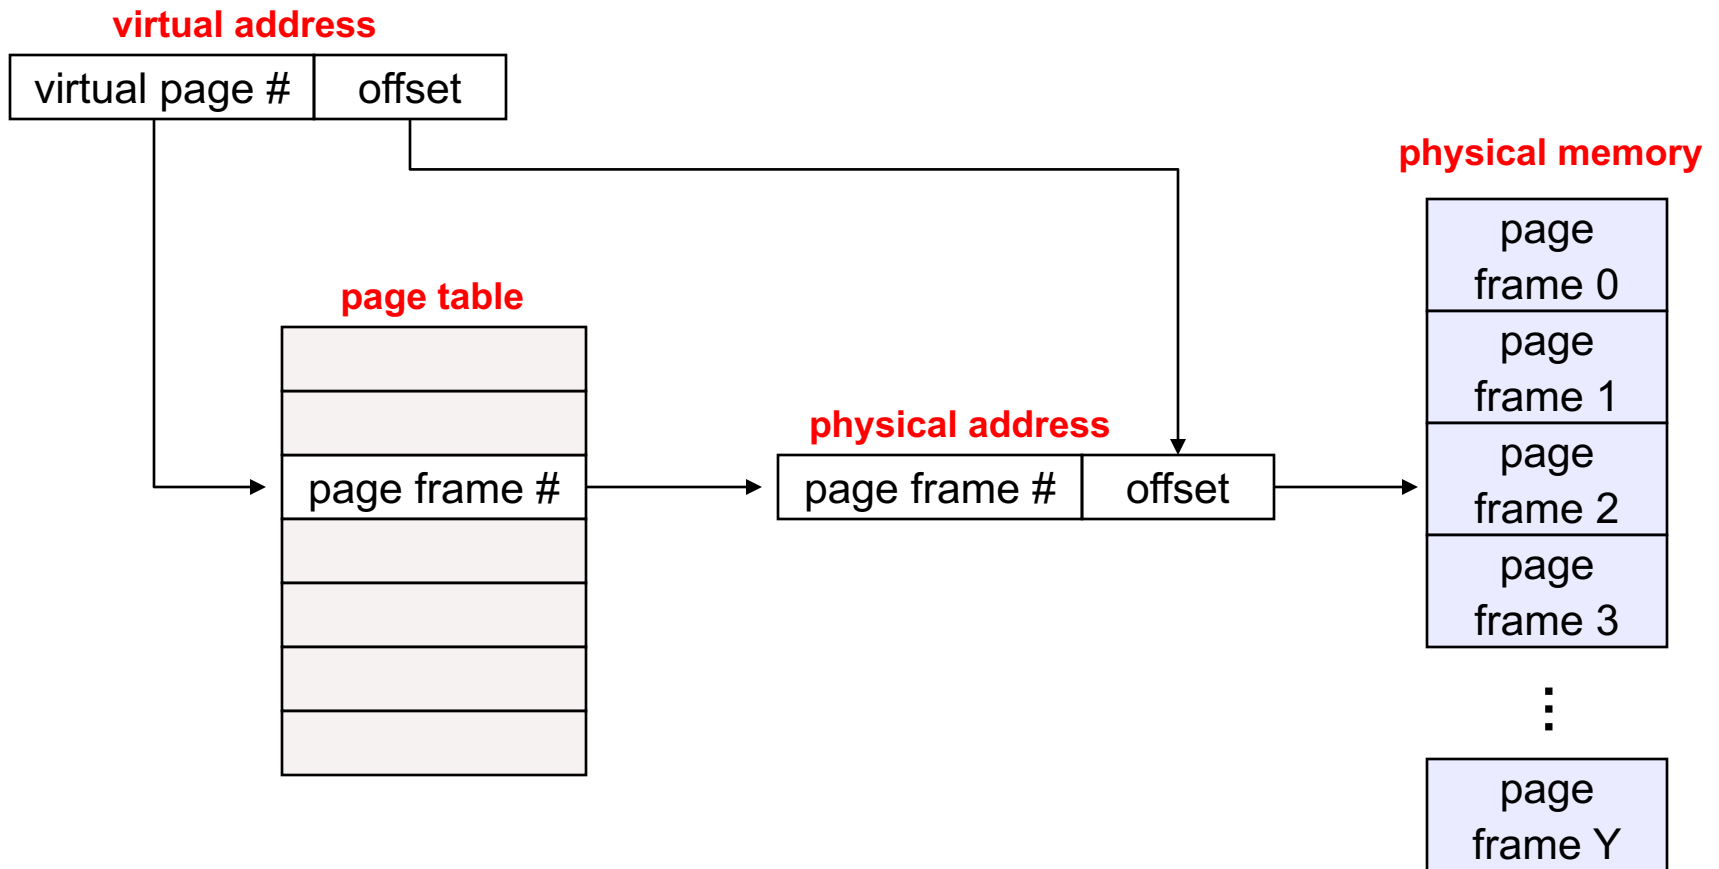 virtual address
virtual page #
offset
physical memory
page
frame 0
page
frame 1
page
frame 2
page
frame 3
⋮
page
frame Y
page table
page frame #
physical address
page frame #
offset